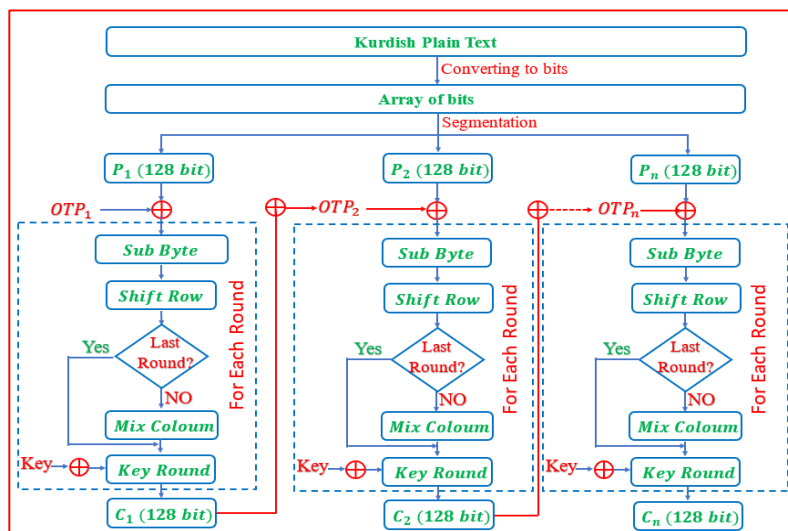 Kurdish Plain Text
Converting to bits
Array of bits
Segmentation
P₁ (128 bit)
P₂ (128 bit)
Pₙ (128 bit)
OTP₁
OTP₂
OTPₙ
Sub Byte
Shift Row
Yes
Last
Round?
NO
Mix Coloum
Key
Key Round
For Each Round
C₁ (128 bit)
Sub Byte
Shift Row
Yes
Last
Round?
NO
Mix Coloum
Key
Key Round
For Each Round
C₂ (128 bit)
Sub Byte
Shift Row
Yes
Last
Round?
NO
Mix Coloum
Key
Key Round
For Each Round
Cₙ (128 bit)